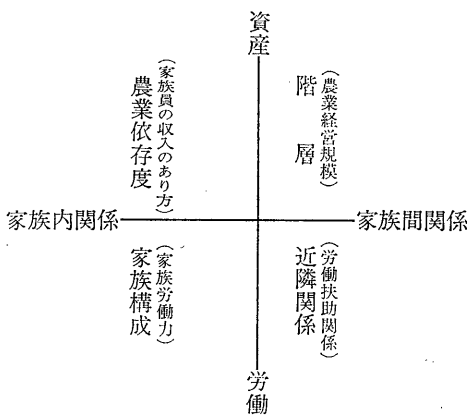 資産
階層
（農業経営規模）
農業依存度
（家族員の収入のあり方）
家族内関係
家族間関係
近隣関係
（労働扶助関係）
家族構成
（家族労働力）
労働